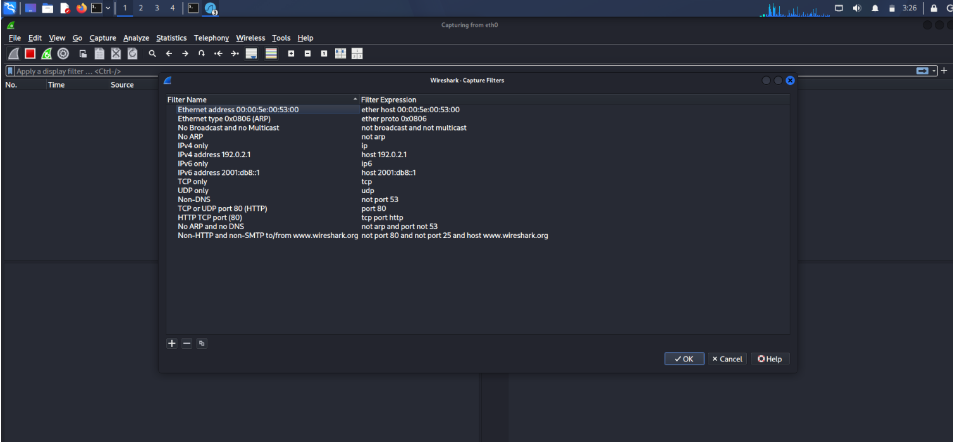 1 2 3 4 3:26
Capturing from eth0
File Edit View Go Capture Analyze Statistics Telephony Wireless Tools Help
Apply a display filter ... <Ctrl-/>
No. Time Source
Wireshark · Capture Filters
Filter Name Filter Expression
Ethernet address 00:00:5e:00:53:00 ether host 00:00:5e:00:53:00
Ethernet type 0x0806 (ARP) ether proto 0x0806
No Broadcast and no Multicast not broadcast and not multicast
No ARP not arp
IPv4 only ip
IPv4 address 192.0.2.1 host 192.0.2.1
IPv6 only ip6
IPv6 address 2001:db8::1 host 2001:db8::1
TCP only tcp
UDP only udp
Non-DNS not port 53
TCP or UDP port 80 (HTTP) port 80
HTTP TCP port (80) tcp port http
No ARP and no DNS not arp and port not 53
Non-HTTP and non-SMTP to/from www.wireshark.org not port 80 and not port 25 and host www.wireshark.org
OK Cancel Help